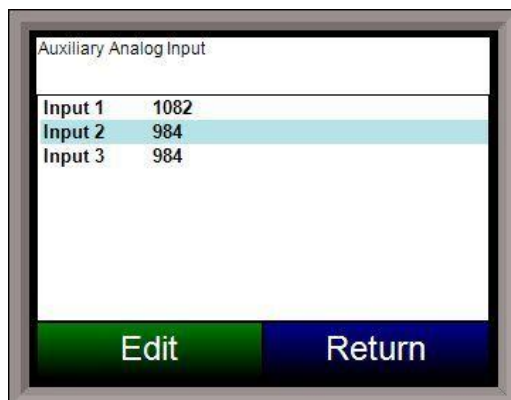 Auxiliary Analog Input
Input 1 1082
Input 2 984
Input 3 984
Edit Return